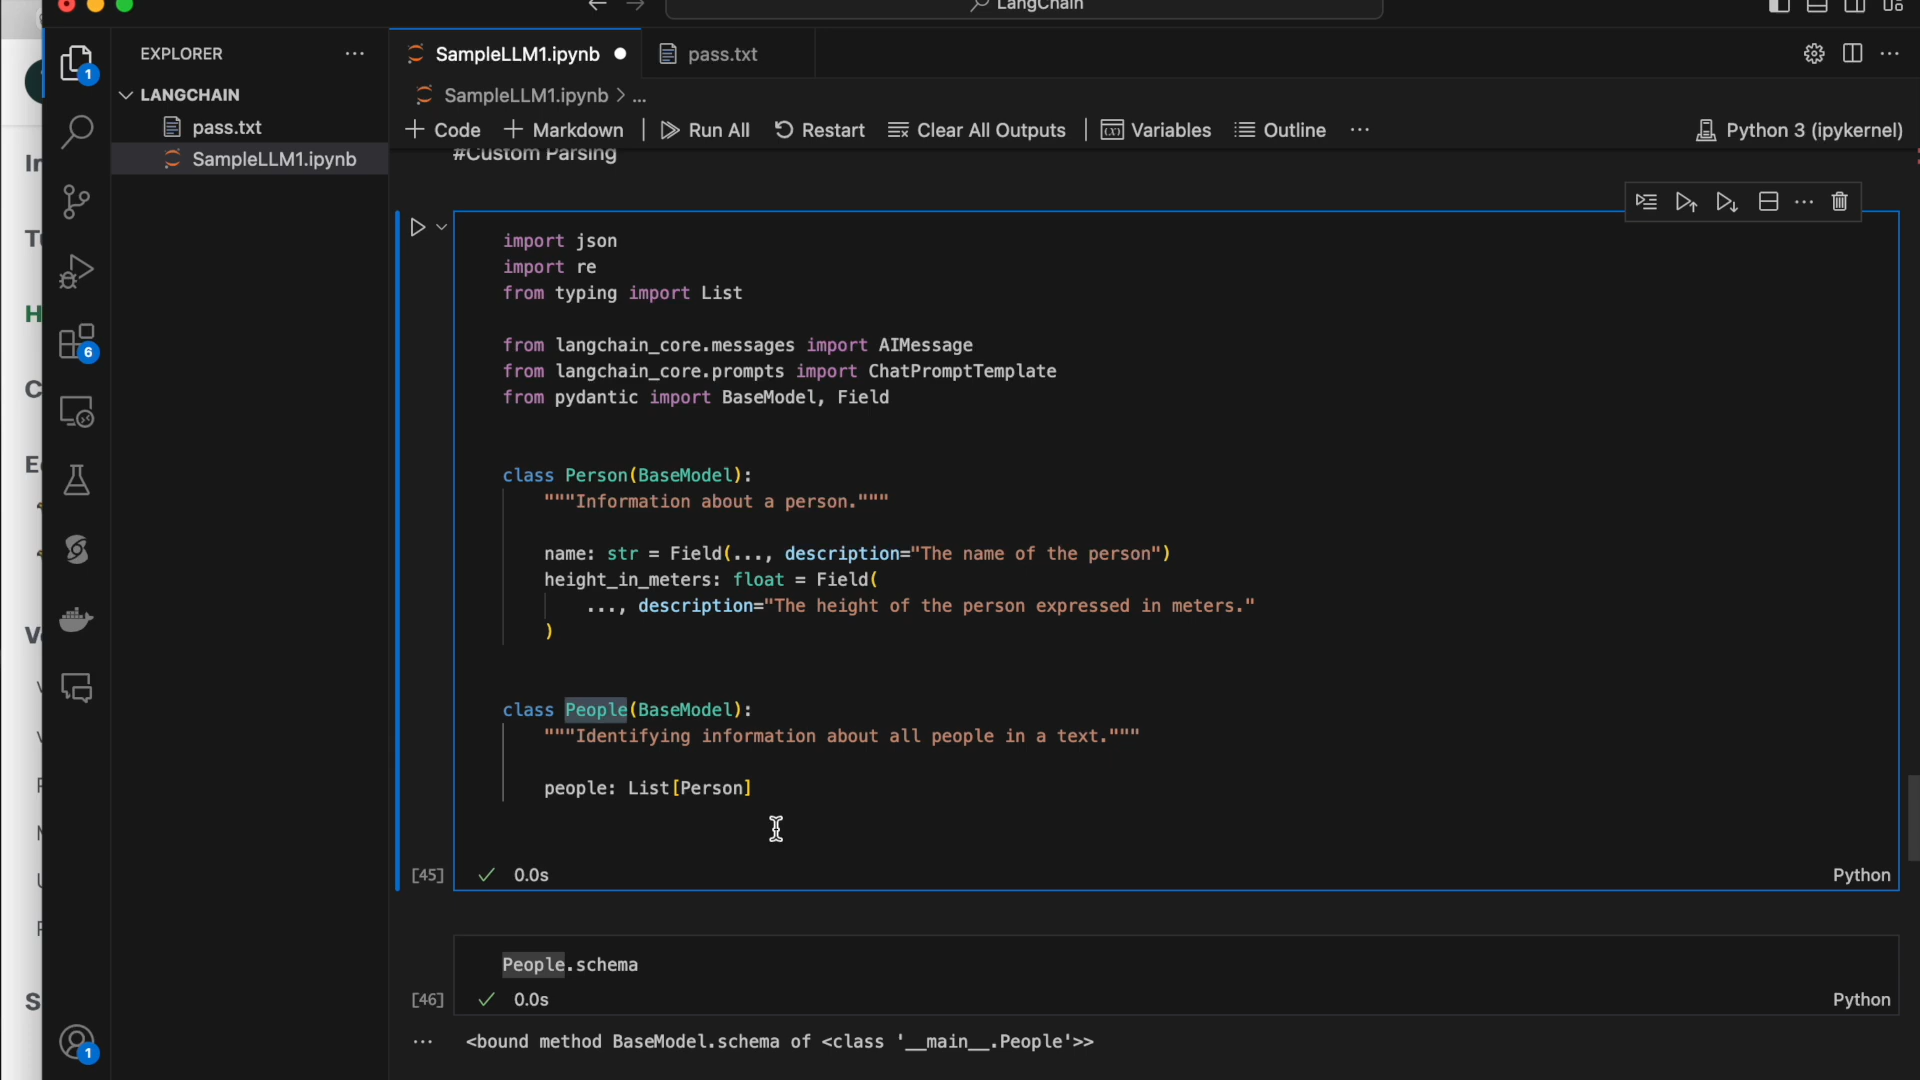 LangChain
EXPLORER
SampleLLM1.ipynb
pass.txt
LANGCHAIN
pass.txt
SampleLLM1.ipynb
SampleLLM1.ipynb > ...
+ Code + Markdown Run All Restart Clear All Outputs Variables Outline ...
Python 3 (ipykernel)
#Custom Parsing
import json
import re
from typing import List
from langchain_core.messages import AIMessage
from langchain_core.prompts import ChatPromptTemplate
from pydantic import BaseModel, Field
class Person(BaseModel):
"""Information about a person."""
name: str = Field(..., description="The name of the person")
height_in_meters: float = Field(
..., description="The height of the person expressed in meters."
)
class People(BaseModel):
"""Identifying information about all people in a text."""
people: List[Person]
[45] 0.0s Python
People.schema
[46] 0.0s Python
... <bound method BaseModel.schema of <class '__main__.People'>>
1
6
1